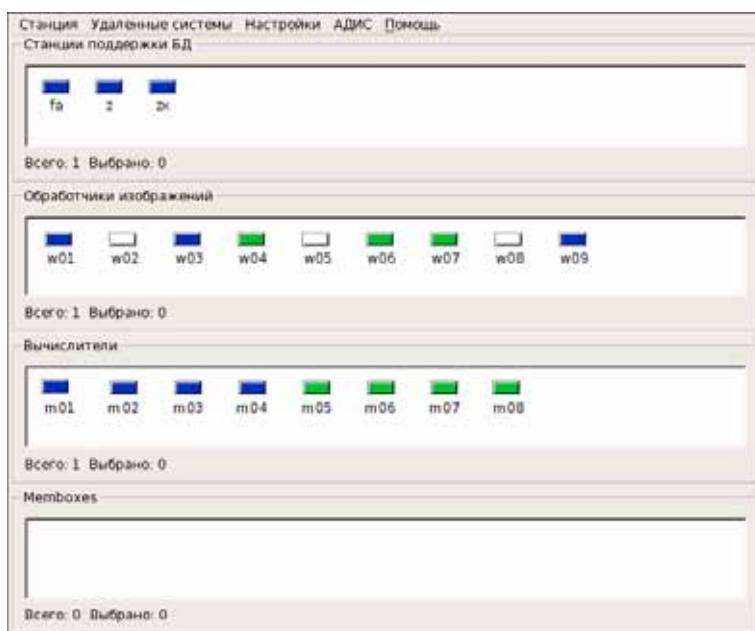 Станция Удаленные системы Настройки АДИС Помощь
Станции поддержки БД
fa z zx
Всего: 1 Выбрано: 0
Обработчики изображений
w01 w02 w03 w04 w05 w06 w07 w08 w09
Всего: 1 Выбрано: 0
Вычислители
m01 m02 m03 m04 m05 m06 m07 m08
Всего: 1 Выбрано: 0
Memboxes
Всего: 0 Выбрано: 0